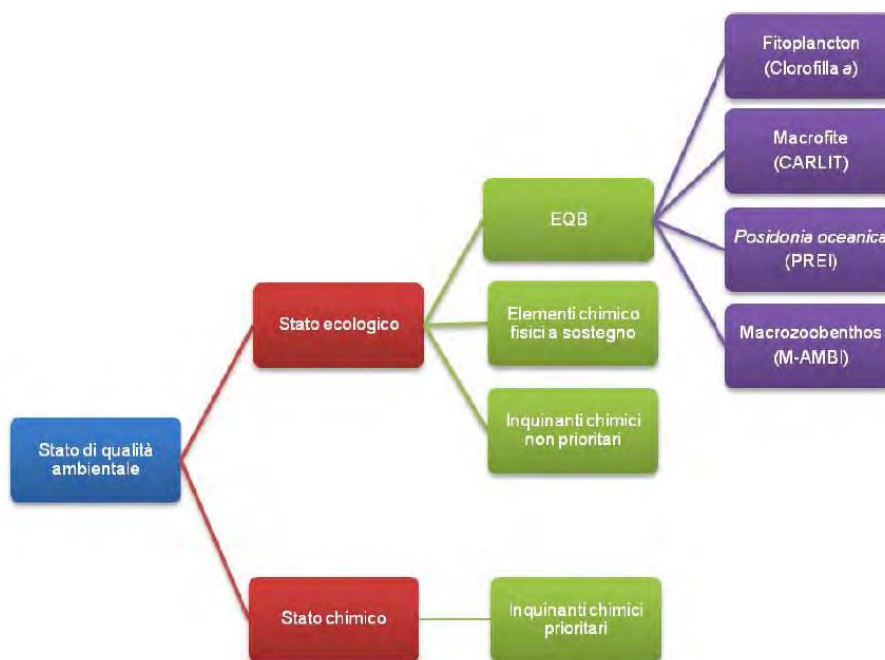 Stato di qualità
ambientale
Stato ecologico
Stato chimico
EQB
Elementi chimico
fisici a sostegno
Inquinanti chimici
non prioritari
Inquinanti chimici
prioritari
Fitoplancton
(Clorofilla a)
Macrofite
(CARLIT)
Posidonia oceanica
(PREI)
Macrozoobenthos
(M-AMBI)